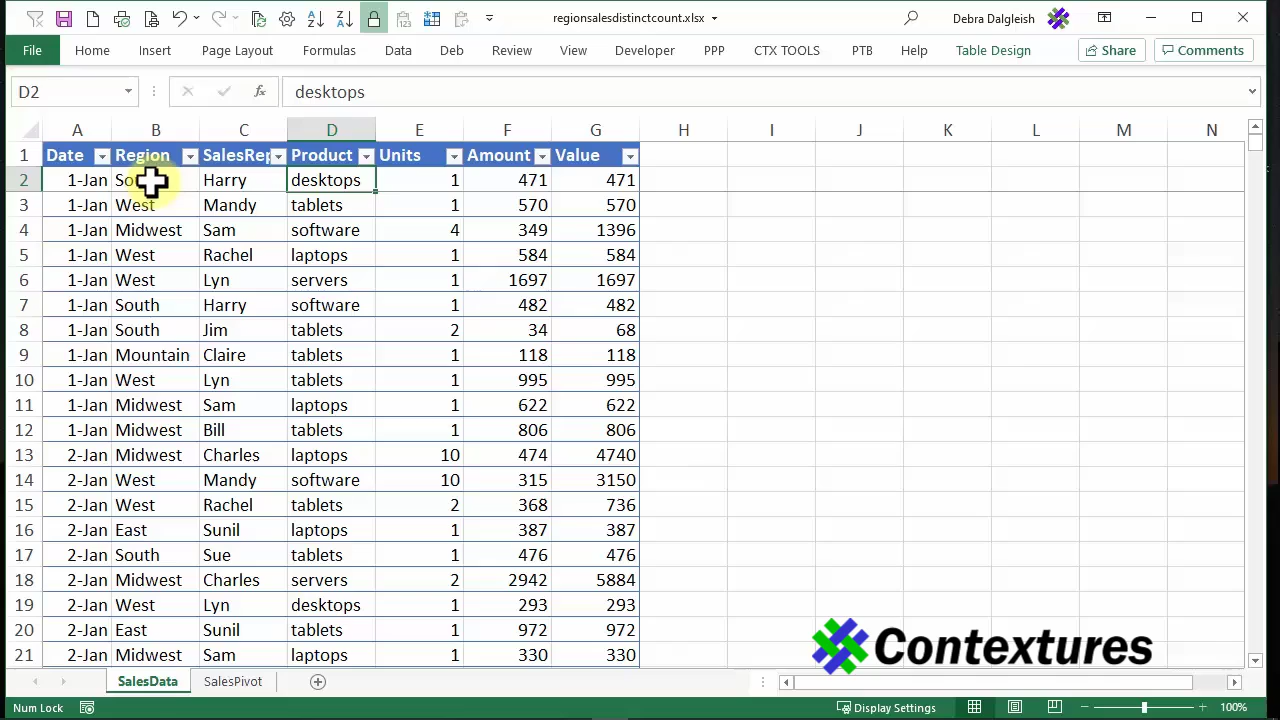 regionsalesdistinctcount.xlsx
Debra Dalgleish
File Home Insert Page Layout Formulas Data Deb Review View Developer PPP CTX TOOLS PTB Help Table Design Share Comments
D2 fx desktops
A B C D E F G H I J K L M N
1 Date Region SalesRep Product Units Amount Value
2 1-Jan So Harry desktops 1 471 471
3 1-Jan West Mandy tablets 1 570 570
4 1-Jan Midwest Sam software 4 349 1396
5 1-Jan West Rachel laptops 1 584 584
6 1-Jan West Lyn servers 1 1697 1697
7 1-Jan South Harry software 1 482 482
8 1-Jan South Jim tablets 2 34 68
9 1-Jan Mountain Claire tablets 1 118 118
10 1-Jan West Lyn tablets 1 995 995
11 1-Jan Midwest Sam laptops 1 622 622
12 1-Jan Midwest Bill tablets 1 806 806
13 2-Jan Midwest Charles laptops 10 474 4740
14 2-Jan West Mandy software 10 315 3150
15 2-Jan West Rachel tablets 2 368 736
16 2-Jan East Sunil laptops 1 387 387
17 2-Jan South Sue tablets 1 476 476
18 2-Jan Midwest Charles servers 2 2942 5884
19 2-Jan West Lyn desktops 1 293 293
20 2-Jan East Sunil tablets 1 972 972
21 2-Jan Midwest Sam laptops 1 330 330
Contextures
SalesData SalesPivot
Num Lock Display Settings 100%